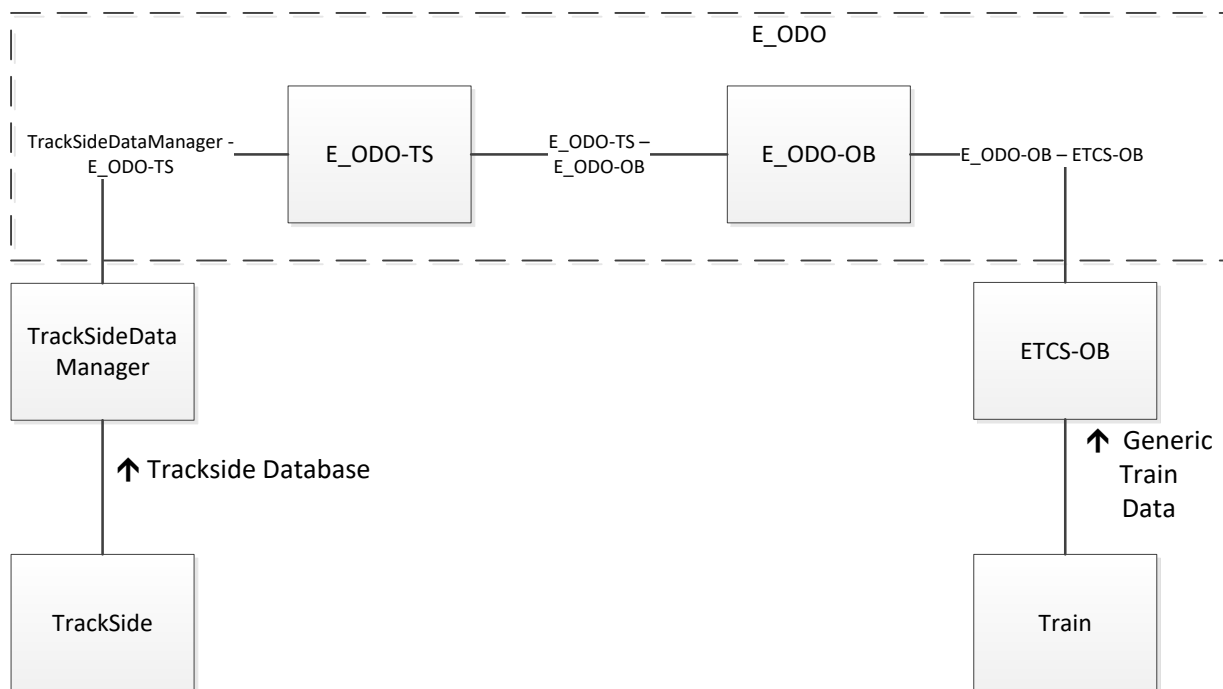 E_ODO
TrackSideDataManager -
E_ODO-TS
E_ODO-TS
E_ODO-TS –
E_ODO-OB
E_ODO-OB
E_ODO-OB – ETCS-OB
TrackSideData
Manager
ETCS-OB
↑ Trackside Database
↑ Generic
Train
Data
TrackSide
Train